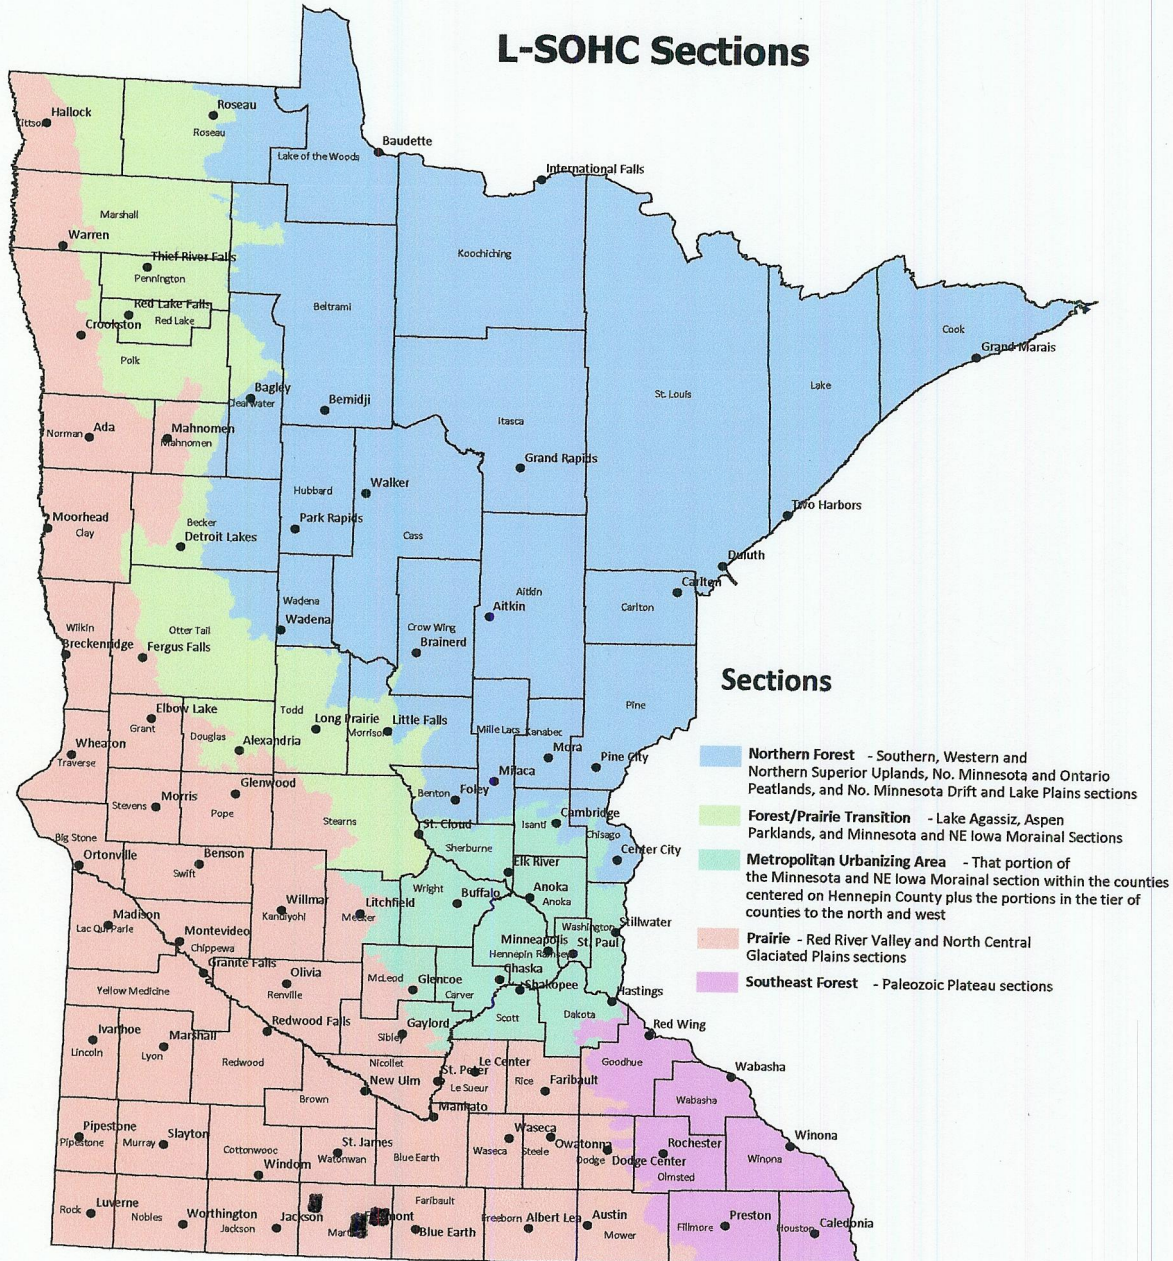 L-SOHC Sections
Hallock
Roseau
Roseau
Baudette
Lake of the Woods
International Falls
Marshall
Warren
Thief River Falls
Pennington
Koochiching
Red Lake Falls
Red Lake
Crookston
Beltrami
Cook
Grand Marais
Polk
Bagley
Clearwater
Bemidji
St. Louis
Lake
Itasca
Norman
Ada
Mahnomen
Mahnomen
Grand Rapids
Walker
Hubbard
Two Harbors
Moorhead
Clay
Becker
Detroit Lakes
Park Rapids
Cass
Duluth
Carlton
Carlton
Aitkin
Aitkin
Wadena
Wadena
Wilkin
Otter Tail
Crow Wing
Brainerd
Breckenridge
Fergus Falls
Sections
Pine
Elbow Lake
Grant
Todd
Long Prairie
Little Falls
Morrison
Douglas
Alexandria
Mille Lacs
Kanabec
Mora
Pine City
Wheaton
Traverse
Northern Forest - Southern, Western and
Northern Superior Uplands, No. Minnesota and Ontario
Peatlands, and No. Minnesota Drift and Lake Plains sections
Milaca
Glenwood
Morris
Stevens
Pope
Benton
Foley
Stearns
St. Cloud
Isanti
Cambridge
Chisago
Forest/Prairie Transition - Lake Agassiz, Aspen
Parklands, and Minnesota and NE Iowa Morainal Sections
Big Stone
Ortonville
Benson
Swift
Sherburne
Elk River
Center City
Metropolitan Urbanizing Area - That portion of
the Minnesota and NE Iowa Morainal section within the counties
centered on Hennepin County plus the portions in the tier of
counties to the north and west
Willmar
Kandiyohi
Litchfield
Meeker
Wright
Buffalo
Anoka
Anoka
Madison
Lac Qui Parle
Montevideo
Chippewa
Washington
Stillwater
Minneapolis
Hennepin
Ramsey
St. Paul
Prairie - Red River Valley and North Central
Glaciated Plains sections
Granite Falls
Olivia
Renville
McLeod
Glencoe
Carver
Chaska
Shakopee
Southeast Forest - Paleozoic Plateau sections
Yellow Medicine
Hastings
Scott
Dakota
Ivanhoe
Lincoln
Marshall
Lyon
Redwood Falls
Redwood
Gaylord
Sibley
Red Wing
Goodhue
Nicollet
Le Center
St. Peter
Le Sueur
Rice
Faribault
Wabasha
Wabasha
New Ulm
Brown
Mankato
Pipestone
Pipestone
Slayton
Murray
Cottonwood
Windom
St. James
Watonwan
Blue Earth
Waseca
Waseca
Owatonna
Steele
Dodge
Dodge Center
Rochester
Olmsted
Winona
Winona
Luverne
Rock
Nobles
Worthington
Jackson
Jackson
Faribault
Blue Earth
Freeborn
Albert Lea
Austin
Mower
Preston
Fillmore
Houston
Caledonia